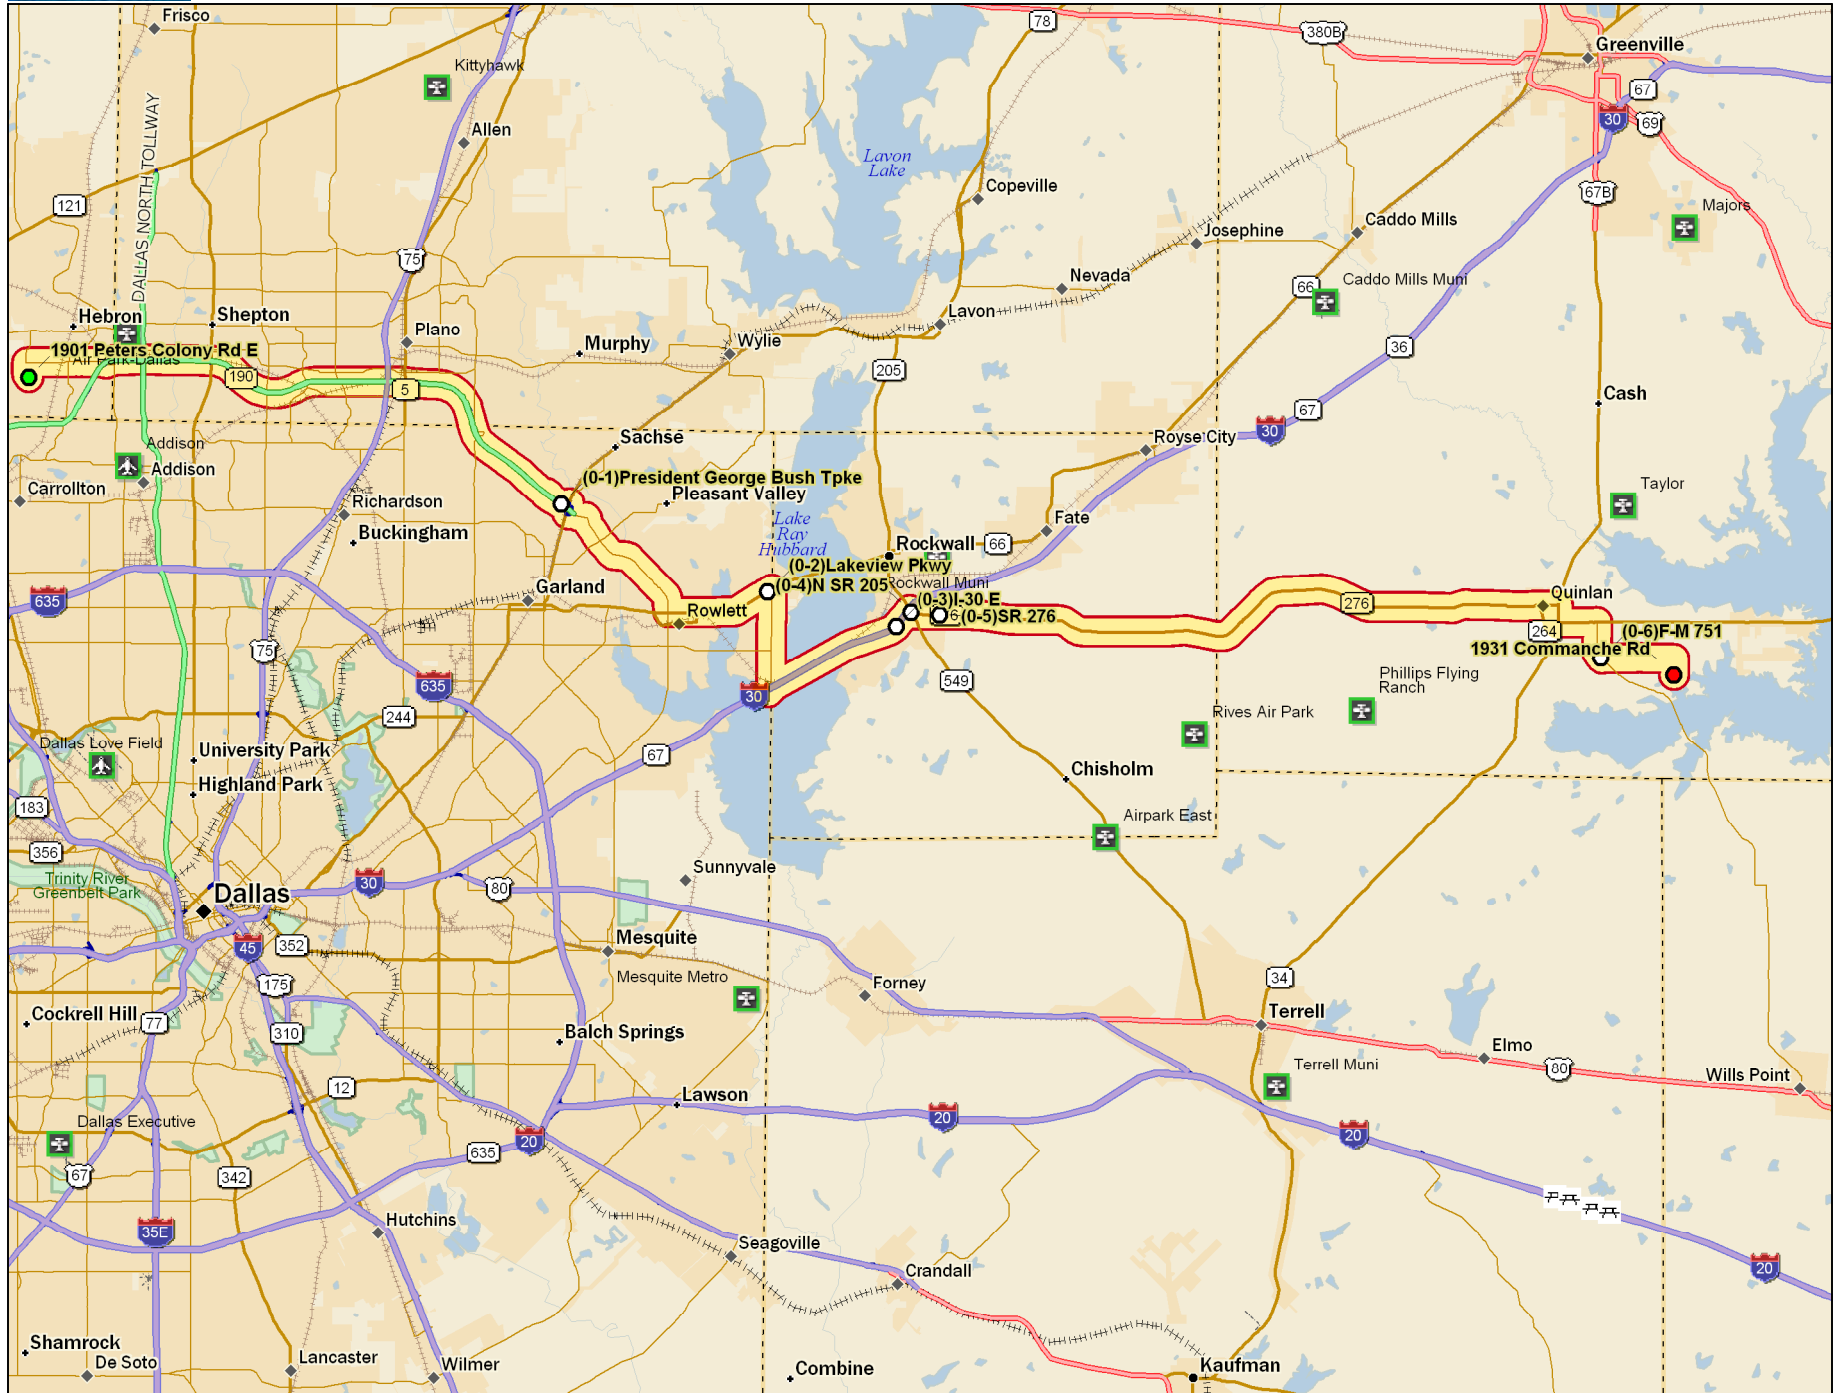 Frisco
78
380B
Greenville
Kittyhawk
67
30
69
Allen
DALLAS NORTH TOLLWAY
Lavon
Lake
Copeville
67B
121
Majors
Caddo Mills
Josephine
75
Nevada
Caddo Mills Muni
66
Hebron
Shepton
Lavon
Plano
Murphy
Wylie
36
1901 Peters Colony Rd E
Air Park-Dallas
190
5
205
Cash
67
30
Sachse
Royse City
Addison
Addison
Carrollton
(0-1)President George Bush Tpke
Pleasant Valley
Taylor
Richardson
Buckingham
Lake
Ray
Hubbard
Fate
Rockwall
66
(0-2)Lakeview Pkwy
Rockwall Muni
(0-4)N SR 205
(0-3)I-30 E
(0-5)SR 276
Garland
Rowlett
635
276
Quinlan
264
(0-6)F-M 751
1931 Commanche Rd
75
635
30
549
Phillips Flying
Ranch
244
Rives Air Park
67
Dallas Love Field
University Park
Highland Park
Chisholm
183
Airpark East
356
Trinity River
Greenbelt Park
Sunnyvale
30
80
Dallas
45
352
Mesquite
Mesquite Metro
175
Forney
34
Cockrell Hill
77
310
Balch Springs
Terrell
Elmo
80
Wills Point
Terrell Muni
12
Lawson
20
20
Dallas Executive
20
635
67
342
35E
Hutchins
Seagoville
Crandall
20
Shamrock
De Soto
Lancaster
Wilmer
Combine
Kaufman